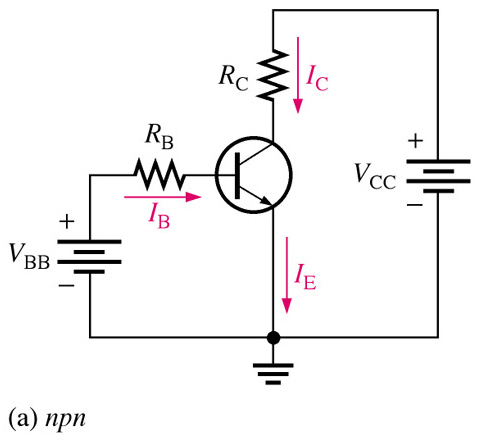 R_C
I_C
R_B
+
V_CC
I_B
−
+
V_BB
I_E
−
(a) npn